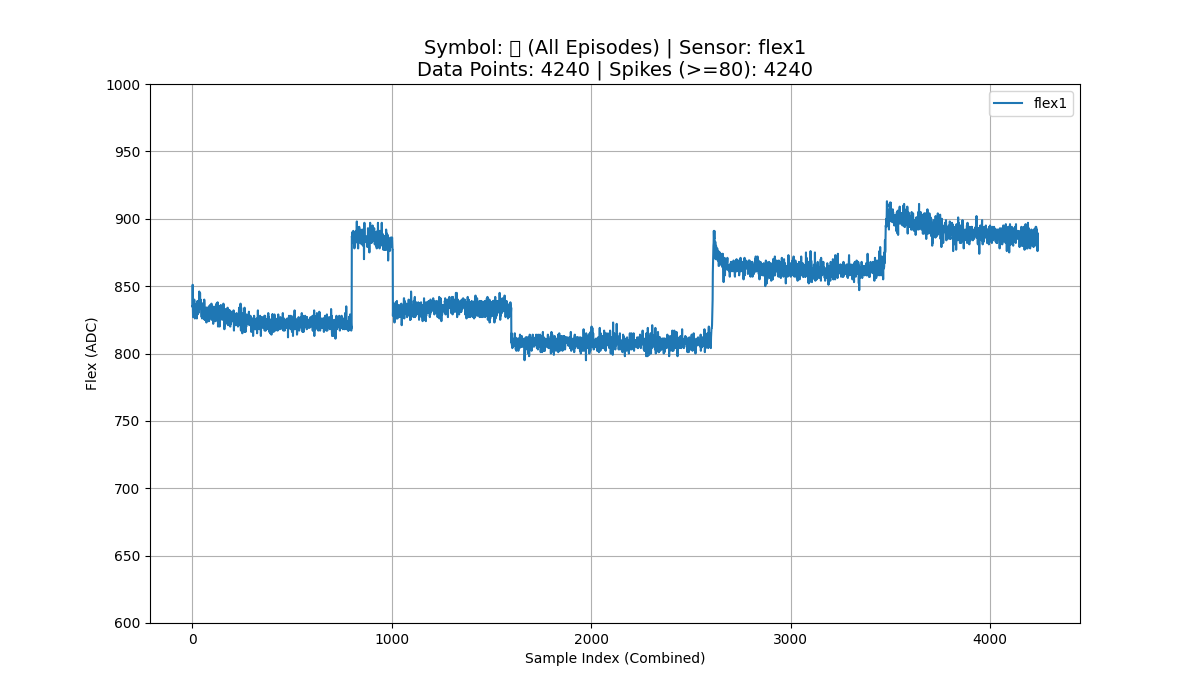 Symbol: (All Episodes) | Sensor: flex1
Data Points: 4240 | Spikes (>=80): 4240
flex1
1000
950
900
850
800
750
700
650
600
Flex (ADC)
0
1000
2000
3000
4000
Sample Index (Combined)